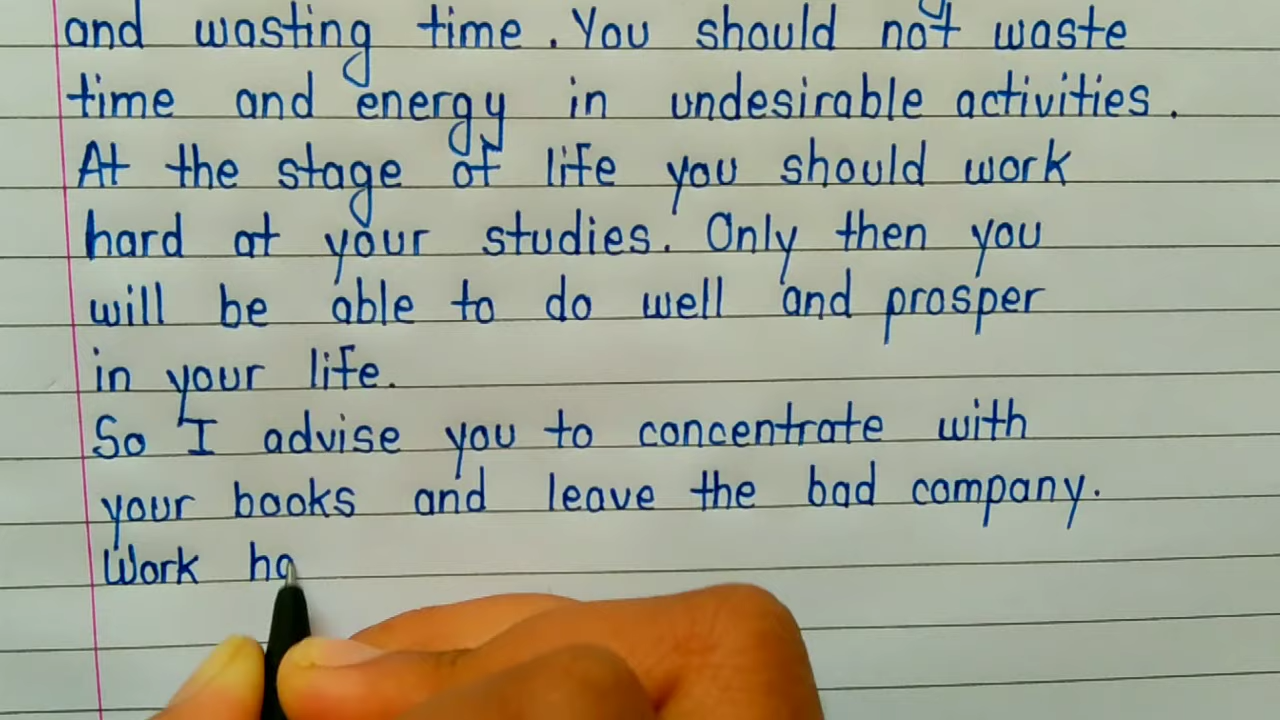 and wasting time. You should not waste
time and energy in undesirable activities.
At the stage of life you should work
hard at your studies. Only then you
will be able to do well and prosper
in your life.
So I advise you to concentrate with
your books and leave the bad company.
Work ha